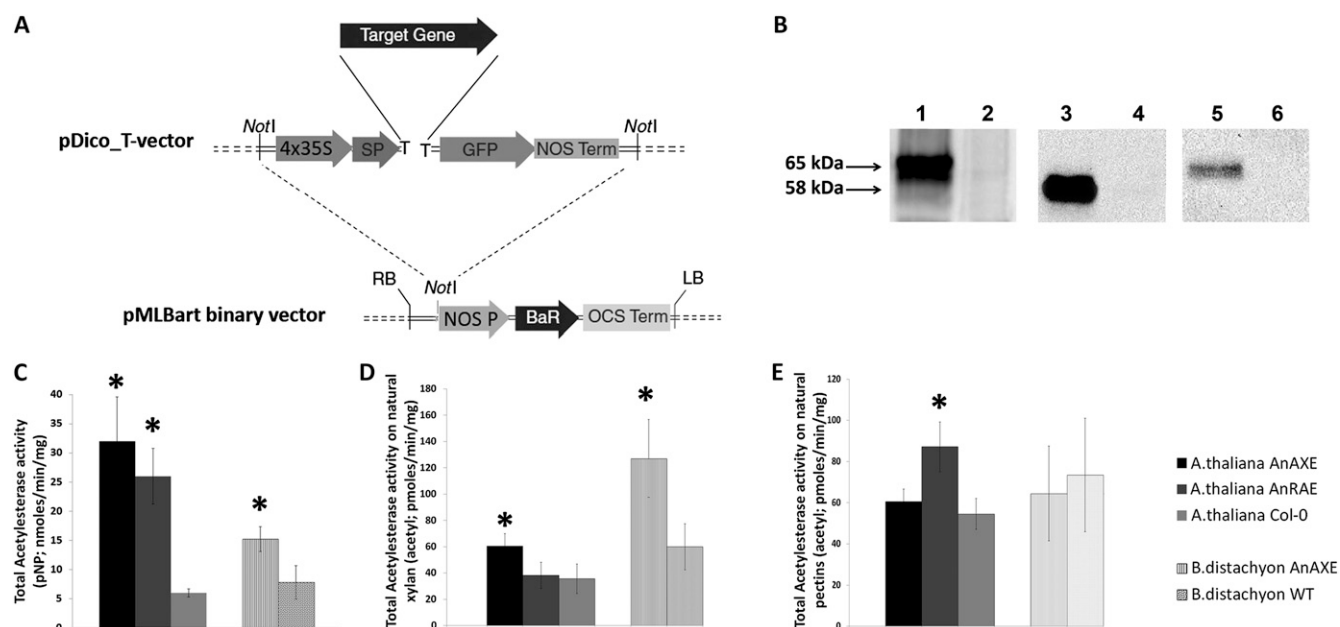 A
Target Gene
pDico_T-vector
NotI
4x35S
SP
T
T
GFP
NOS Term
NotI
pMLBart binary vector
RB
NotI
NOS P
BaR
OCS Term
LB
B
1 2 3 4 5 6
65 kDa
58 kDa
C
Total Acetylesterase activity
(pNP; nmoles/min/mg)
40
35
30
25
20
15
10
5
0
*
*
*
D
Total Acetylesterase activity on natural
xylan (acetyl; pmoles/min/mg)
180
160
140
120
100
80
60
40
20
0
*
*
E
Total Acetylesterase activity on natural
pectins (acetyl; pmoles/min/mg)
120
100
80
60
40
20
0
*
A.thaliana AnAXE
A.thaliana AnRAE
A.thaliana Col-0
B.distachyon AnAXE
B.distachyon WT